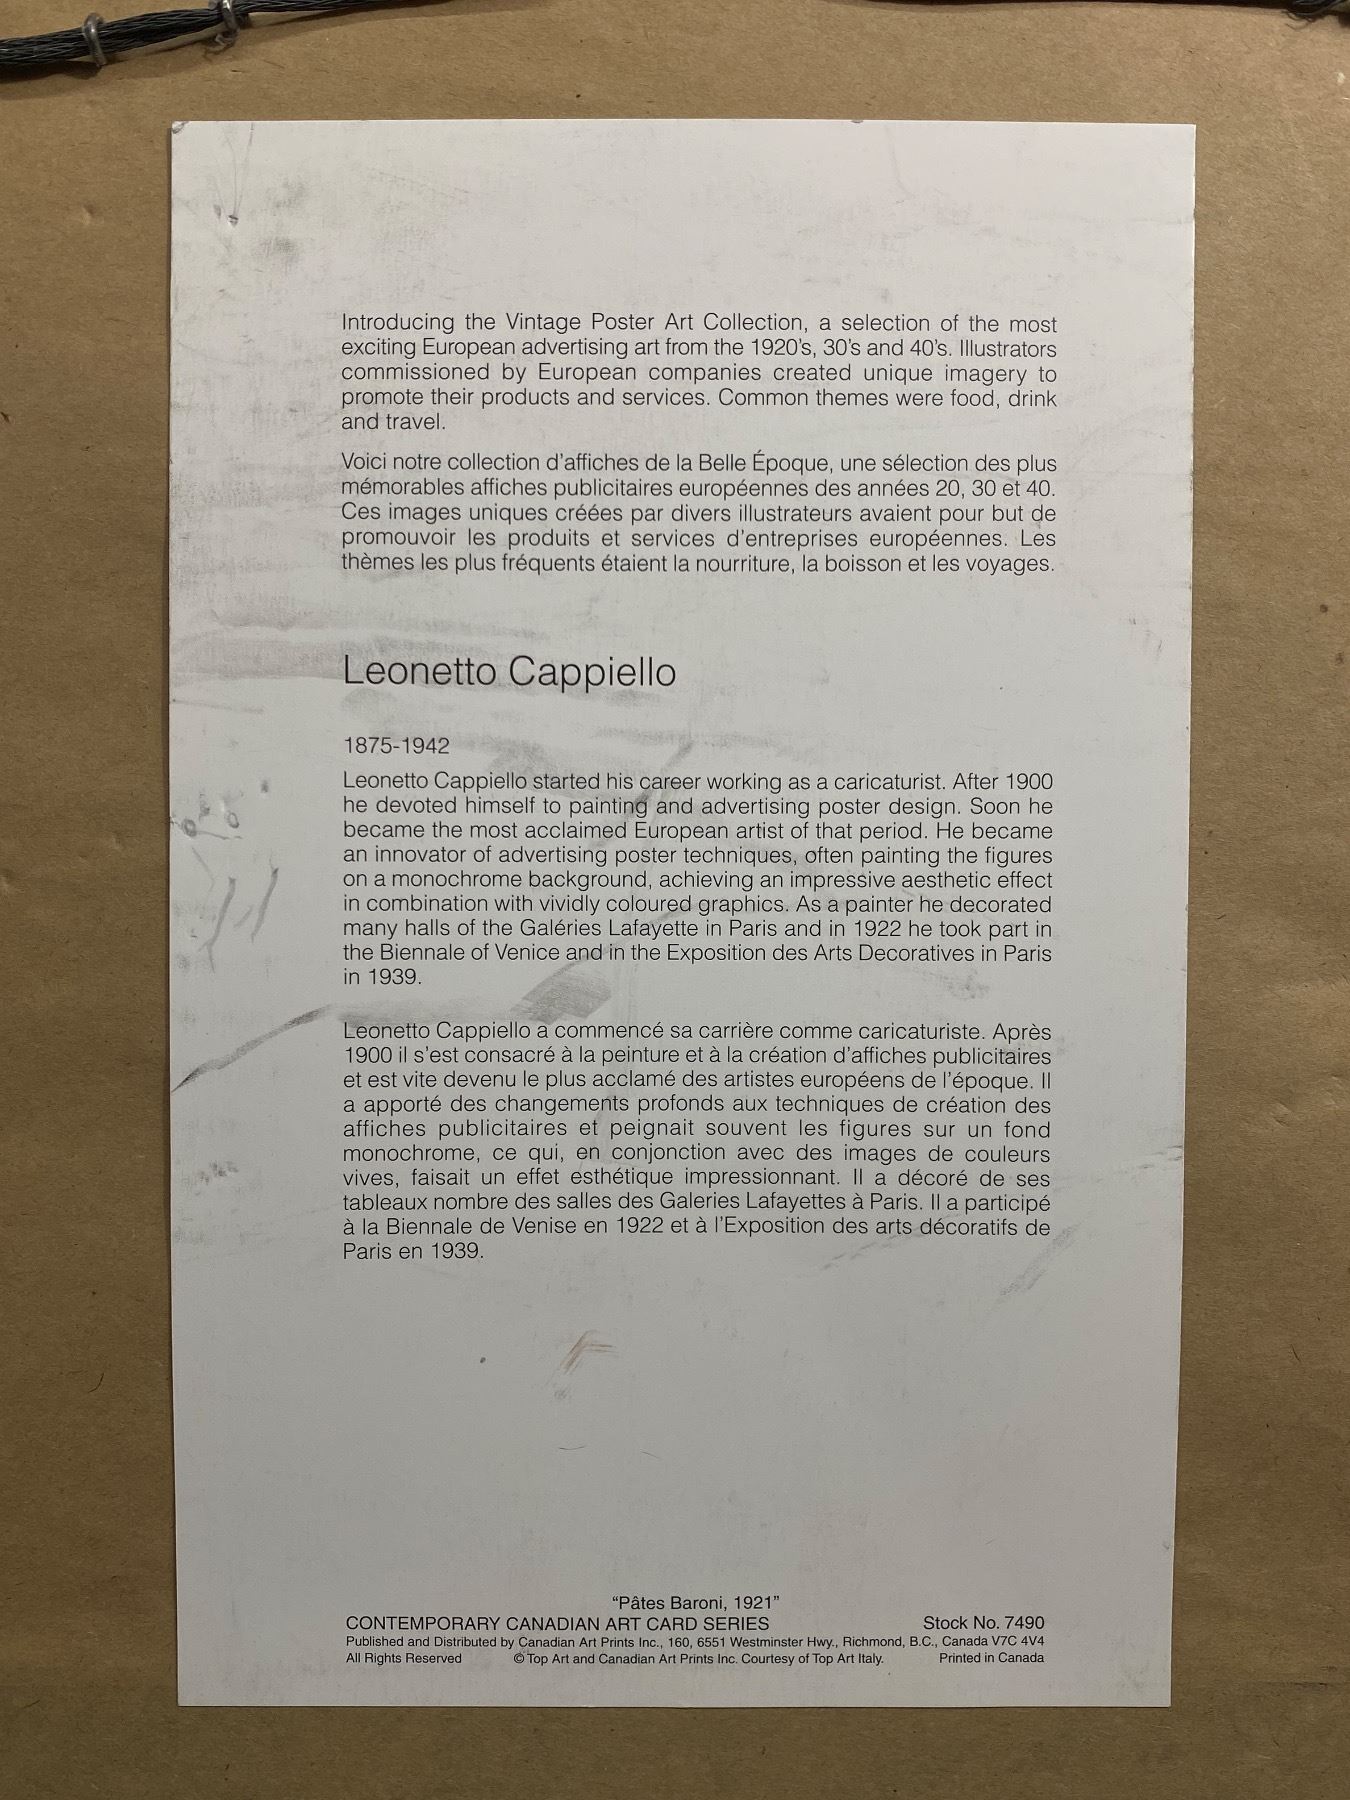 Introducing the Vintage Poster Art Collection, a selection of the most
exciting European advertising art from the 1920's, 30's and 40's. Illustrators
commissioned by European companies created unique imagery to
promote their products and services. Common themes were food, drink
and travel.
Voici notre collection d'affiches de la Belle Époque, une sélection des plus
mémorables affiches publicitaires européennes des années 20, 30 et 40.
Ces images uniques créées par divers illustrateurs avaient pour but de
promouvoir les produits et services d'entreprises européennes. Les
thèmes les plus fréquents étaient la nourriture, la boisson et les voyages.
Leonetto Cappiello
1875-1942
Leonetto Cappiello started his career working as a caricaturist. After 1900
he devoted himself to painting and advertising poster design. Soon he
became the most acclaimed European artist of that period. He became
an innovator of advertising poster techniques, often painting the figures
on a monochrome background, achieving an impressive aesthetic effect
in combination with vividly coloured graphics. As a painter he decorated
many halls of the Galéries Lafayette in Paris and in 1922 he took part in
the Biennale of Venice and in the Exposition des Arts Decoratives in Paris
in 1939.
Leonetto Cappiello a commencé sa carrière comme caricaturiste. Après
1900 il s'est consacré à la peinture et à la création d'affiches publicitaires
et est vite devenu le plus acclamé des artistes européens de l'époque. Il
a apporté des changements profonds aux techniques de création des
affiches publicitaires et peignait souvent les figures sur un fond
monochrome, ce qui, en conjonction avec des images de couleurs
vives, faisait un effet esthétique impressionnant. Il a décoré de ses
tableaux nombre des salles des Galeries Lafayettes à Paris. Il a participé
à la Biennale de Venise en 1922 et à l'Exposition des arts décoratifs de
Paris en 1939.
"Pâtes Baroni, 1921"
CONTEMPORARY CANADIAN ART CARD SERIES Stock No. 7490
Published and Distributed by Canadian Art Prints Inc., 160, 6551 Westminster Hwy., Richmond, B.C., Canada V7C 4V4
All Rights Reserved © Top Art and Canadian Art Prints Inc. Courtesy of Top Art Italy. Printed in Canada